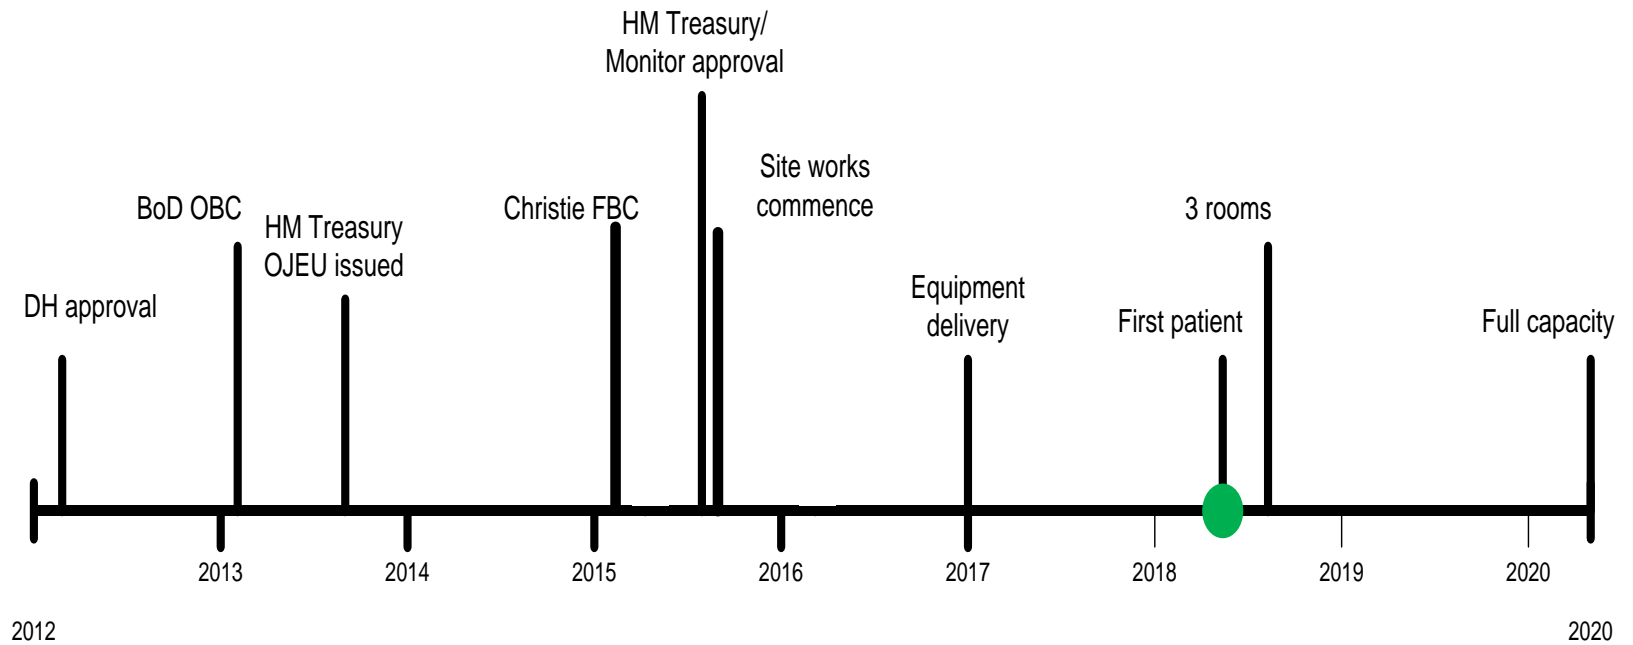 HM Treasury/
Monitor approval
Site works
commence
BoD OBC
HM Treasury
OJEU issued
Christie FBC
3 rooms
DH approval
Equipment
delivery
First patient
Full capacity
2013
2014
2015
2016
2017
2018
2019
2020
2012
2020